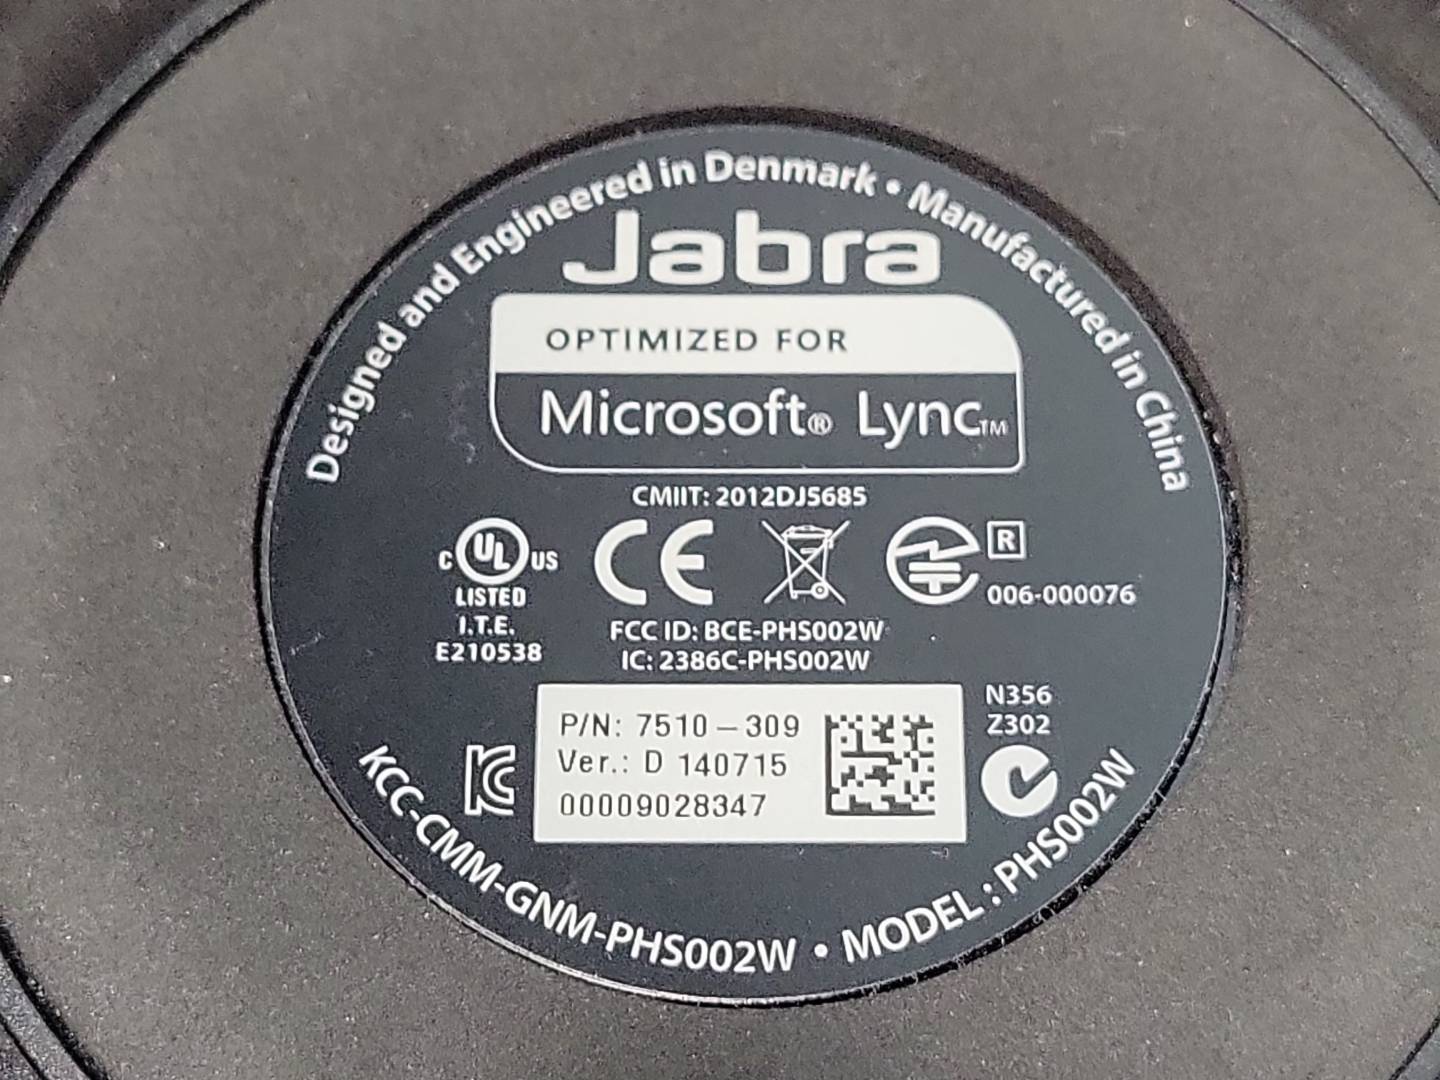 Designed and Engineered in Denmark • Manufactured in China
Jabra
OPTIMIZED FOR
Microsoft® Lync™
CMIIT: 2012DJ5685
C UL US
LISTED
I.T.E.
E210538
CE
R
006-000076
FCC ID: BCE-PHS002W
IC: 2386C-PHS002W
N356
Z302
P/N: 7510-309
Ver.: D 140715
00009028347
KCC-CMM-GNM-PHS002W • MODEL : PHS002W